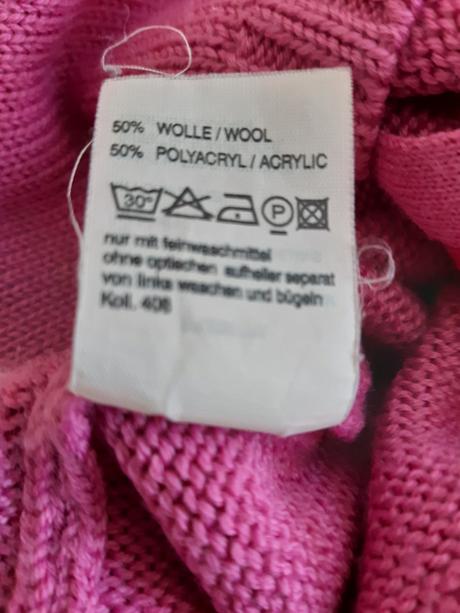 50% WOLLE / WOOL
50% POLYACRYL / ACRYLIC
30° P
nur mit feinwaschmittel
ohne optischen aufheller separat
von links waschen und bügeln
Koll. 408